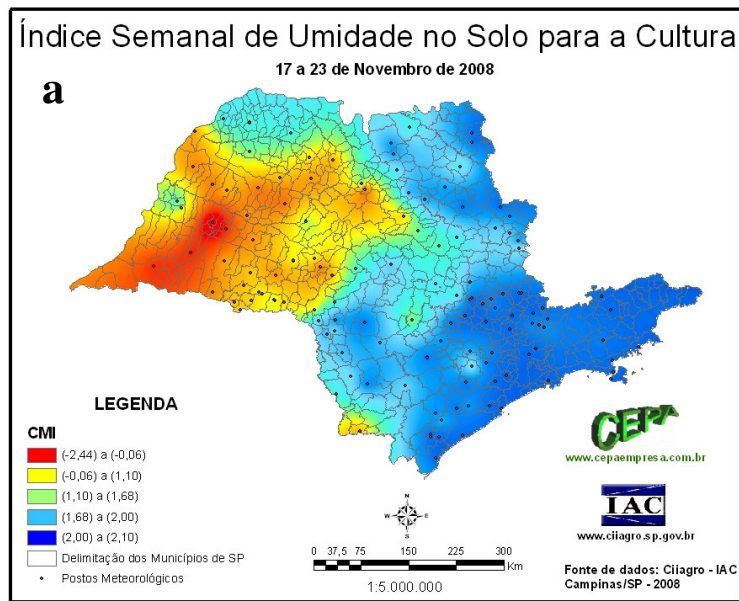 Índice Semanal de Umidade no Solo para a Cultura
17 a 23 de Novembro de 2008
a
LEGENDA
CMI
(-2,44) a (-0,06)
(-0,06) a (1,10)
(1,10) a (1,68)
(1,68) a (2,00)
(2,00) a (2,10)
Delimitação dos Municípios de SP
Postos Meteorológicos
N
W E
S
0 37,5 75 150 225 300
Km
1:5.000.000
CEPA
www.cepaempresa.com.br
IAC
www.ciiagro.sp.gov.br
Fonte de dados: Ciiagro - IAC
Campinas/SP - 2008